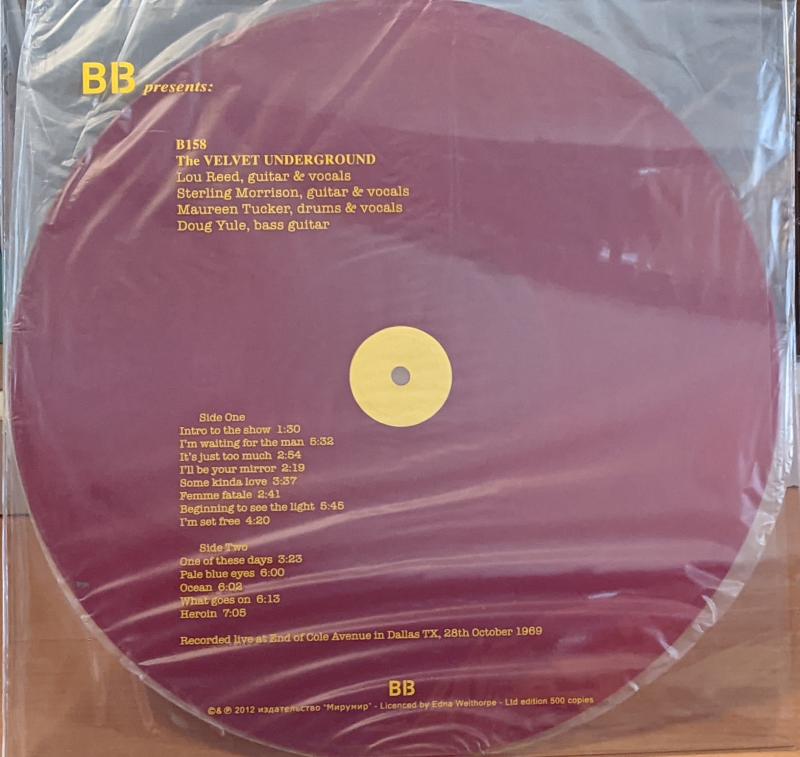 BB presents:
B158
The VELVET UNDERGROUND
Lou Reed, guitar & vocals
Sterling Morrison, guitar & vocals
Maureen Tucker, drums & vocals
Doug Yule, bass guitar
Side One
Intro to the show 1:30
I'm waiting for the man 5:32
It's just too much 2:54
I'll be your mirror 2:19
Some kinda love 3:37
Femme fatale 2:41
Beginning to see the light 5:45
I'm set free 4:20
Side Two
One of these days 3:23
Pale blue eyes 6:00
Ocean 6:02
What goes on 6:13
Heroin 7:05
Recorded live at End of Cole Avenue in Dallas TX, 28th October 1969
BB
©& ℗ 2012 издательство "Мирумир" - Licenced by Edna Welthorpe - Ltd edition 500 copies